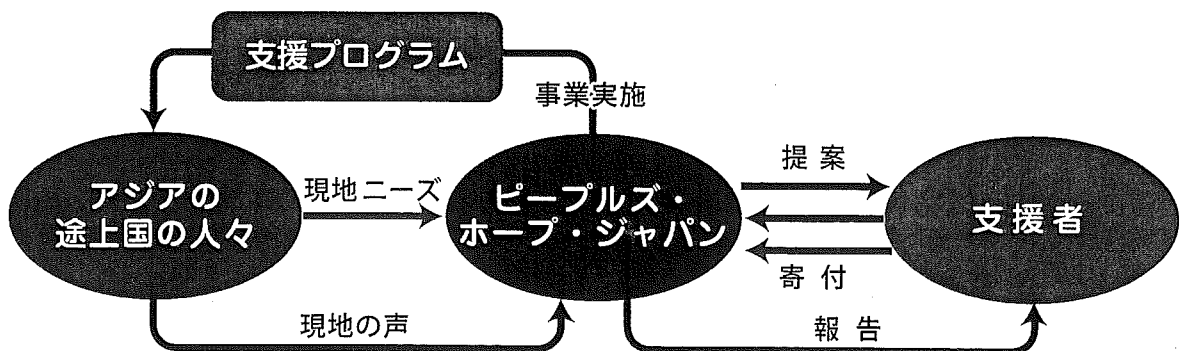 支援プログラム
事業実施
アジアの
途上国の人々
現地ニーズ
ピープルズ・
ホープ・ジャパン
提案
寄付
支援者
現地の声
報告